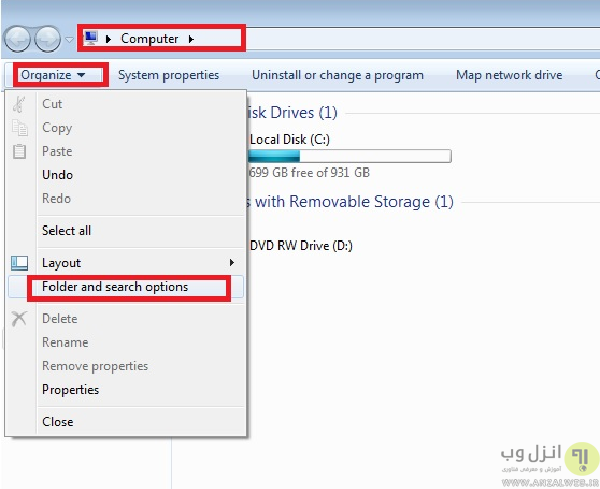 Computer
Organize
System properties
Uninstall or change a program
Map network drive
Cut
Copy
Paste
Undo
Redo
Select all
Layout
Folder and search options
Delete
Rename
Remove properties
Properties
Close
isk Drives (1)
Local Disk (C:)
699 GB free of 931 GB
s with Removable Storage (1)
DVD RW Drive (D:)
انزل وب
آموزش و معرفی فناوری
WWW.ANZALWEB.IR